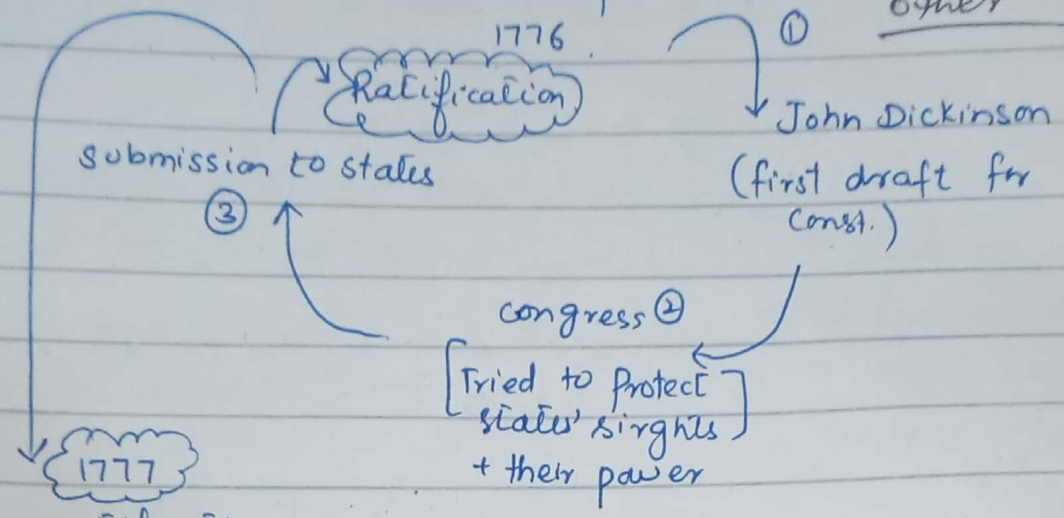 other
1776
Ratification
①
John Dickinson
(first draft for
const.)
submission to states
③
congress ②
[Tried to Protect]
states' sirghts
+ their power
1777